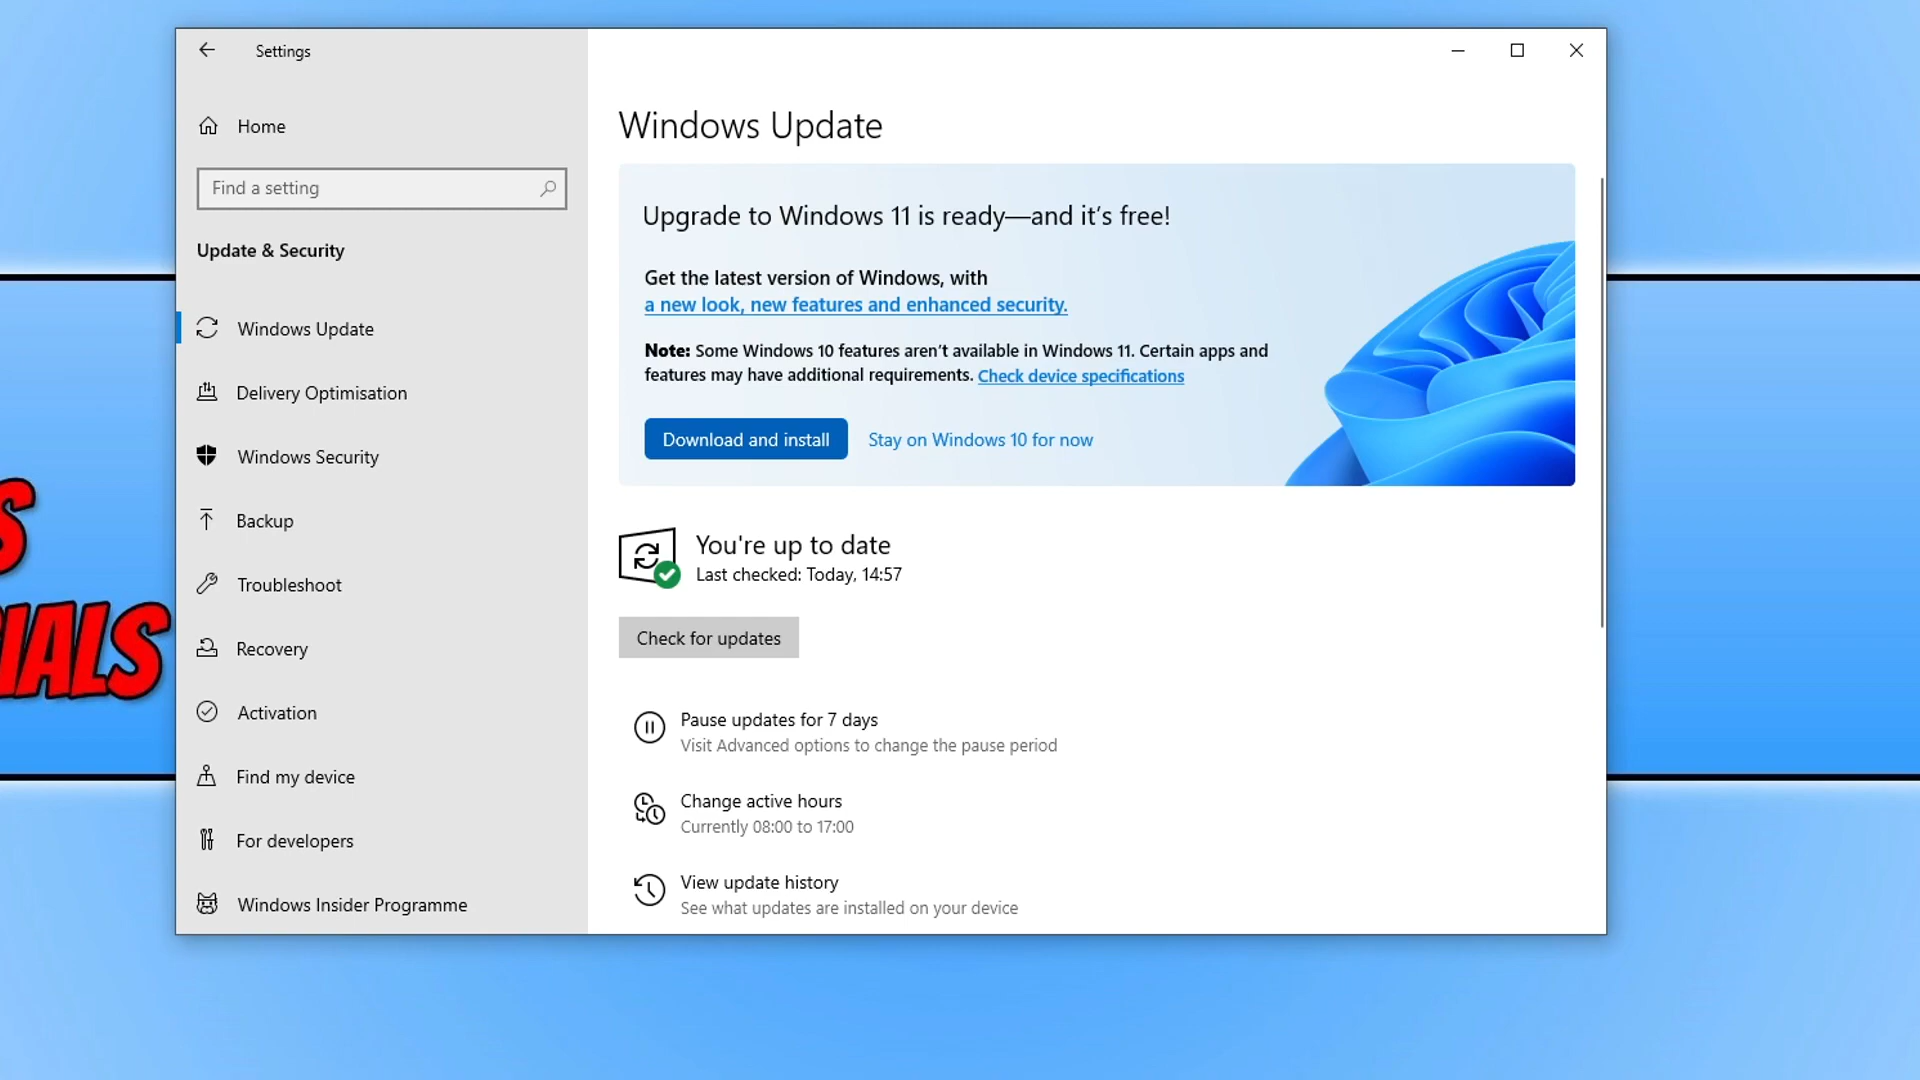 Settings
Home
Find a setting
Update & Security
Windows Update
Delivery Optimisation
Windows Security
Backup
Troubleshoot
Recovery
Activation
Find my device
For developers
Windows Insider Programme
Windows Update
Upgrade to Windows 11 is ready—and it’s free!
Get the latest version of Windows, with
a new look, new features and enhanced security.
Note: Some Windows 10 features aren’t available in Windows 11. Certain apps and
features may have additional requirements. Check device specifications
Download and install Stay on Windows 10 for now
You're up to date
Last checked: Today, 14:57
Check for updates
Pause updates for 7 days
Visit Advanced options to change the pause period
Change active hours
Currently 08:00 to 17:00
View update history
See what updates are installed on your device